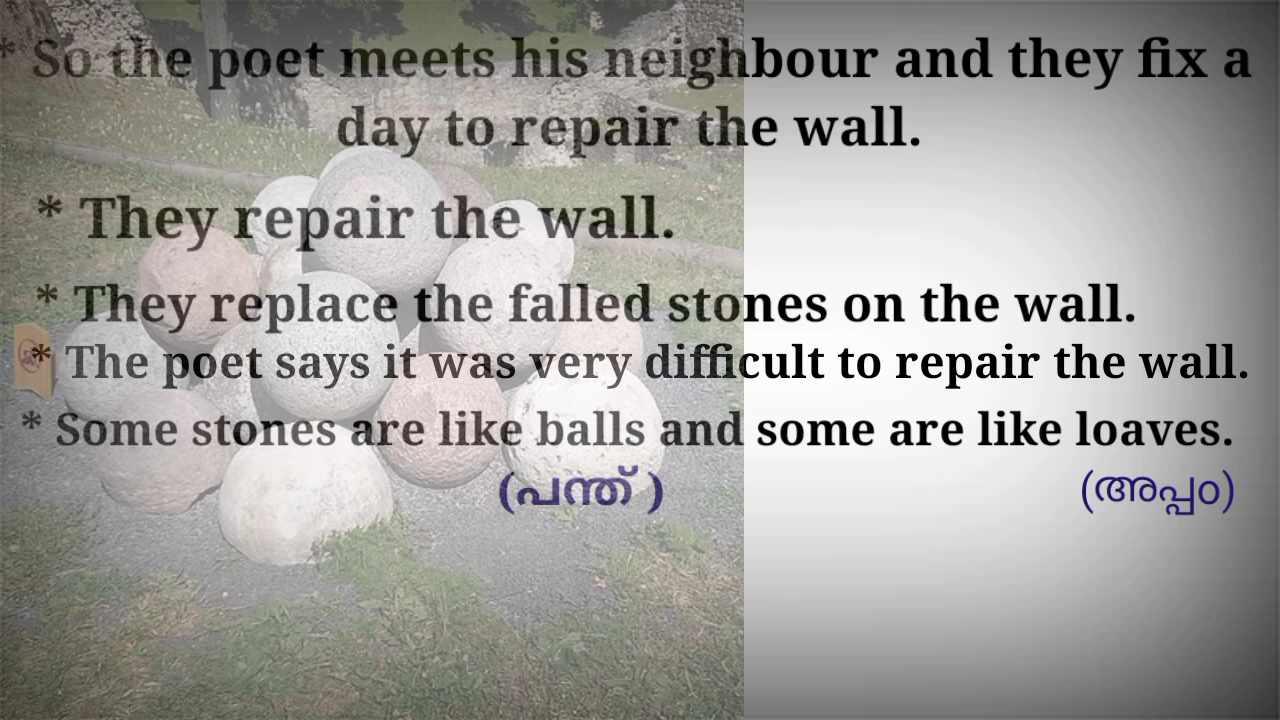 * So the poet meets his neighbour and they fix a
day to repair the wall.
* They repair the wall.
* They replace the falled stones on the wall.
* The poet says it was very difficult to repair the wall.
* Some stones are like balls and some are like loaves.
(പന്ത് ) (അപ്പം)